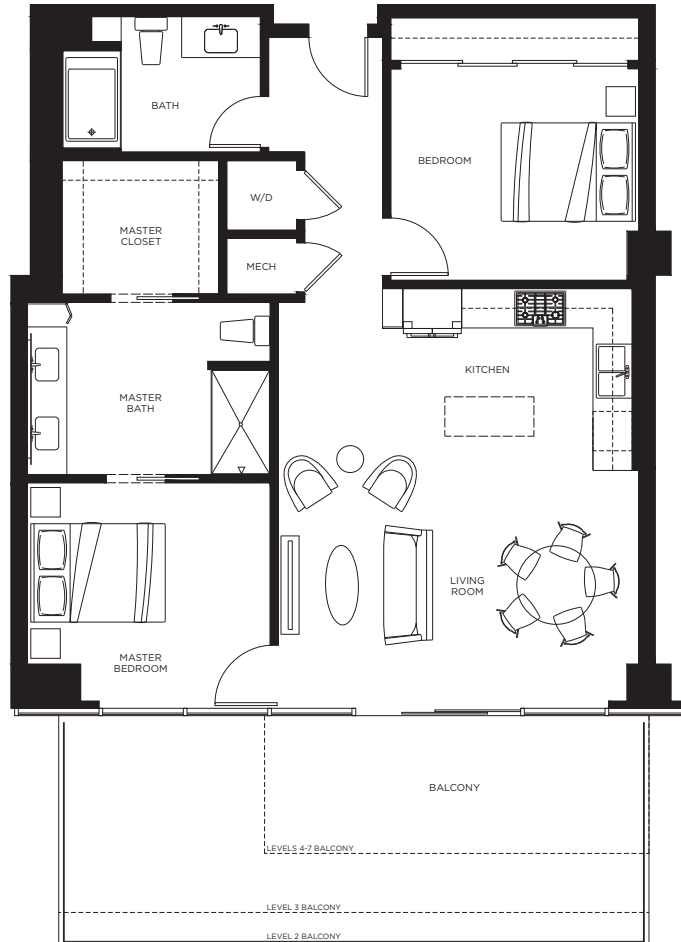 BATH
BEDROOM
W/D
MASTER
CLOSET
MECH
KITCHEN
MASTER
BATH
LIVING
ROOM
MASTER
BEDROOM
BALCONY
LEVELS 4-7 BALCONY
LEVEL 3 BALCONY
LEVEL 2 BALCONY